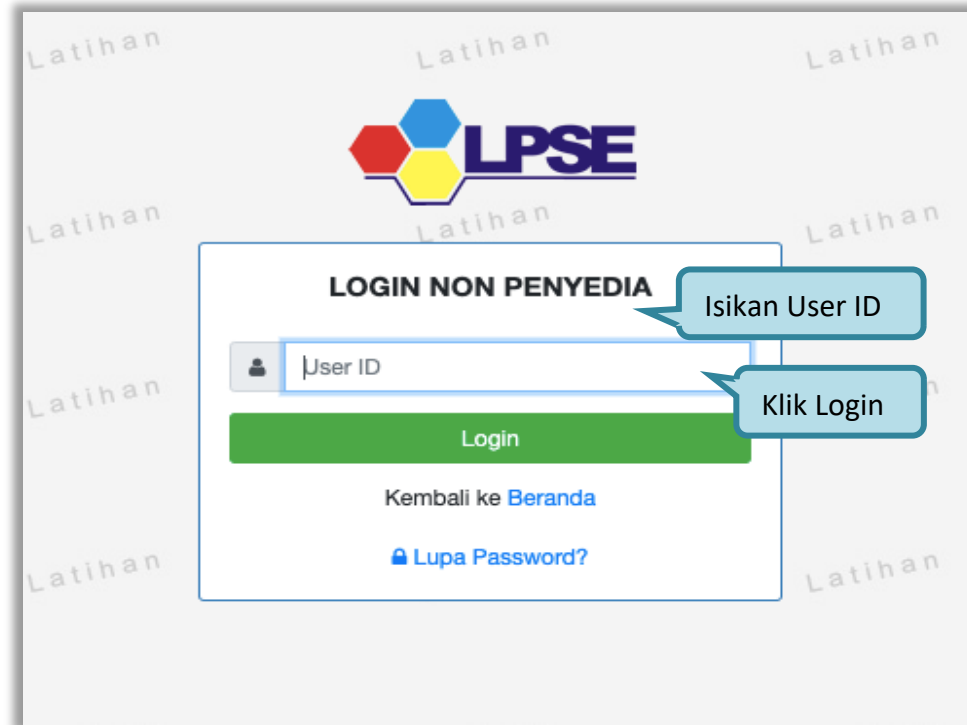 Latihan Latihan Latihan
LPSE
Latihan Latihan Latihan
LOGIN NON PENYEDIA
Isikan User ID
User ID
Latihan
Klik Login
Login
Kembali ke Beranda
Lupa Password?
Latihan Latihan